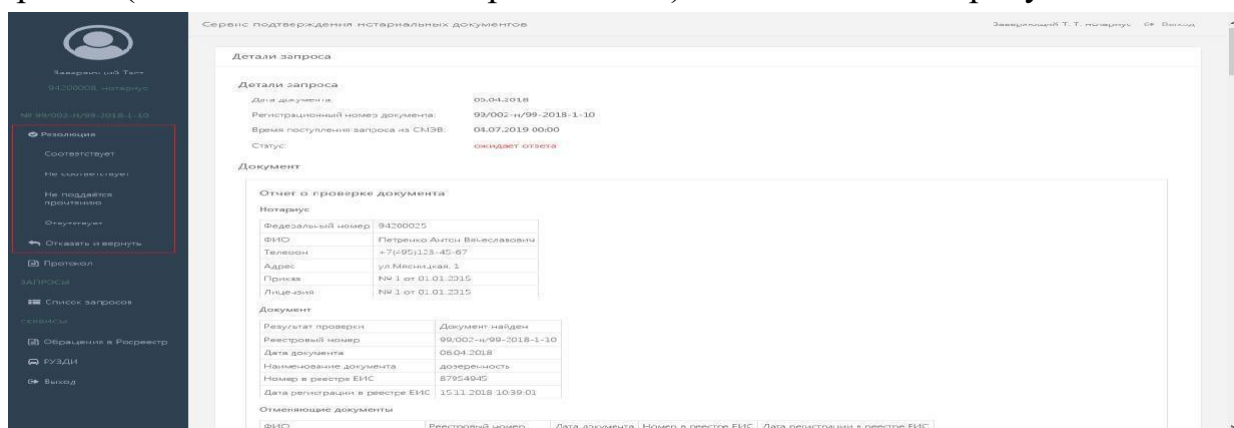 Сервис подтверждения нотариальных документов
Заверяющий Т. Т. нотариус Выход
Заверяющий Тест
94200008, нотариус
№ 99/002-н/99-2018-1-10
Резолюция
Соответствует
Не соответствует
Не поддается
прочтению
Отсутствует
Отказать и вернуть
Протокол
ЗАПРОСЫ
Список запросов
СЕРВИСЫ
Обращения в Росреестр
РУЗДИ
Выход
Детали запроса
Детали запроса
Дата документа: 03.04.2018
Регистрационный номер документа: 99/002-н/99-2018-1-10
Время поступления запроса из СМЭВ: 04.07.2019 00:00
Статус: ожидает ответа
Документ
Отчет о проверке документа
Нотариус
Федеральный номер 94200025
ФИО Петренко Антон Вячеславович
Телефон +7(495)123-45-67
Адрес ул.Мясницкая, 1
Приказ № 1 от 01.01.2015
Лицензия № 1 от 01.01.2015
Документ
Результат проверки Документ найден
Реестровый номер 99/002-н/99-2018-1-10
Дата документа 06.04.2018
Наименование документа доверенность
Номер в реестре ЕИС 87954945
Дата регистрации в реестре ЕИС 15.11.2018 10:39:01
Отменяющие документы
ФИО Реестровый номер Дата документа Номер в реестре ЕИС Дата регистрации в реестре ЕИС